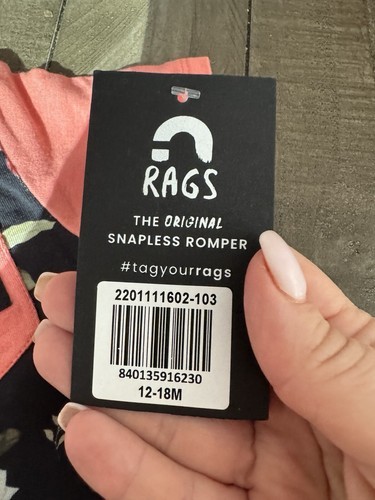 RAGS
THE ORIGINAL
SNAPLESS ROMPER
#tagyourrags
2201111602-103
840135916230
12-18M